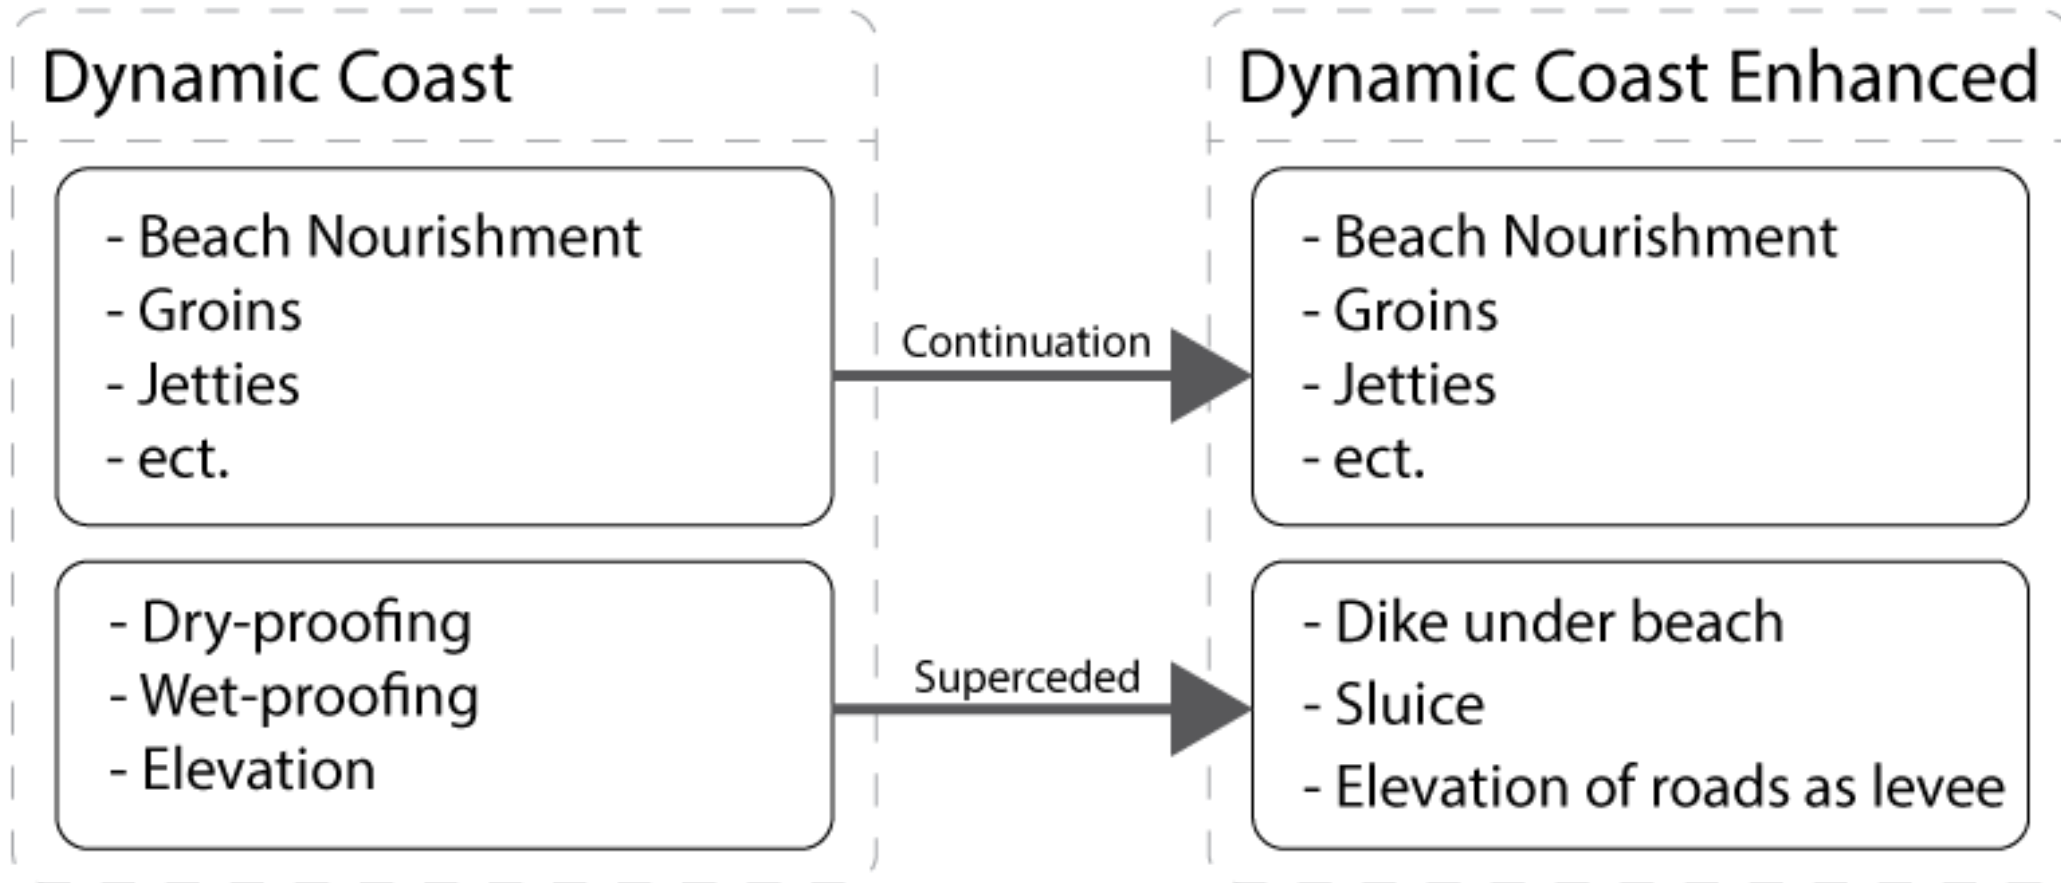 Dynamic Coast
- Beach Nourishment
- Groins
- Jetties
- ect.
- Dry-proofing
- Wet-proofing
- Elevation
Continuation
Superceded
Dynamic Coast Enhanced
- Beach Nourishment
- Groins
- Jetties
- ect.
- Dike under beach
- Sluice
- Elevation of roads as levee